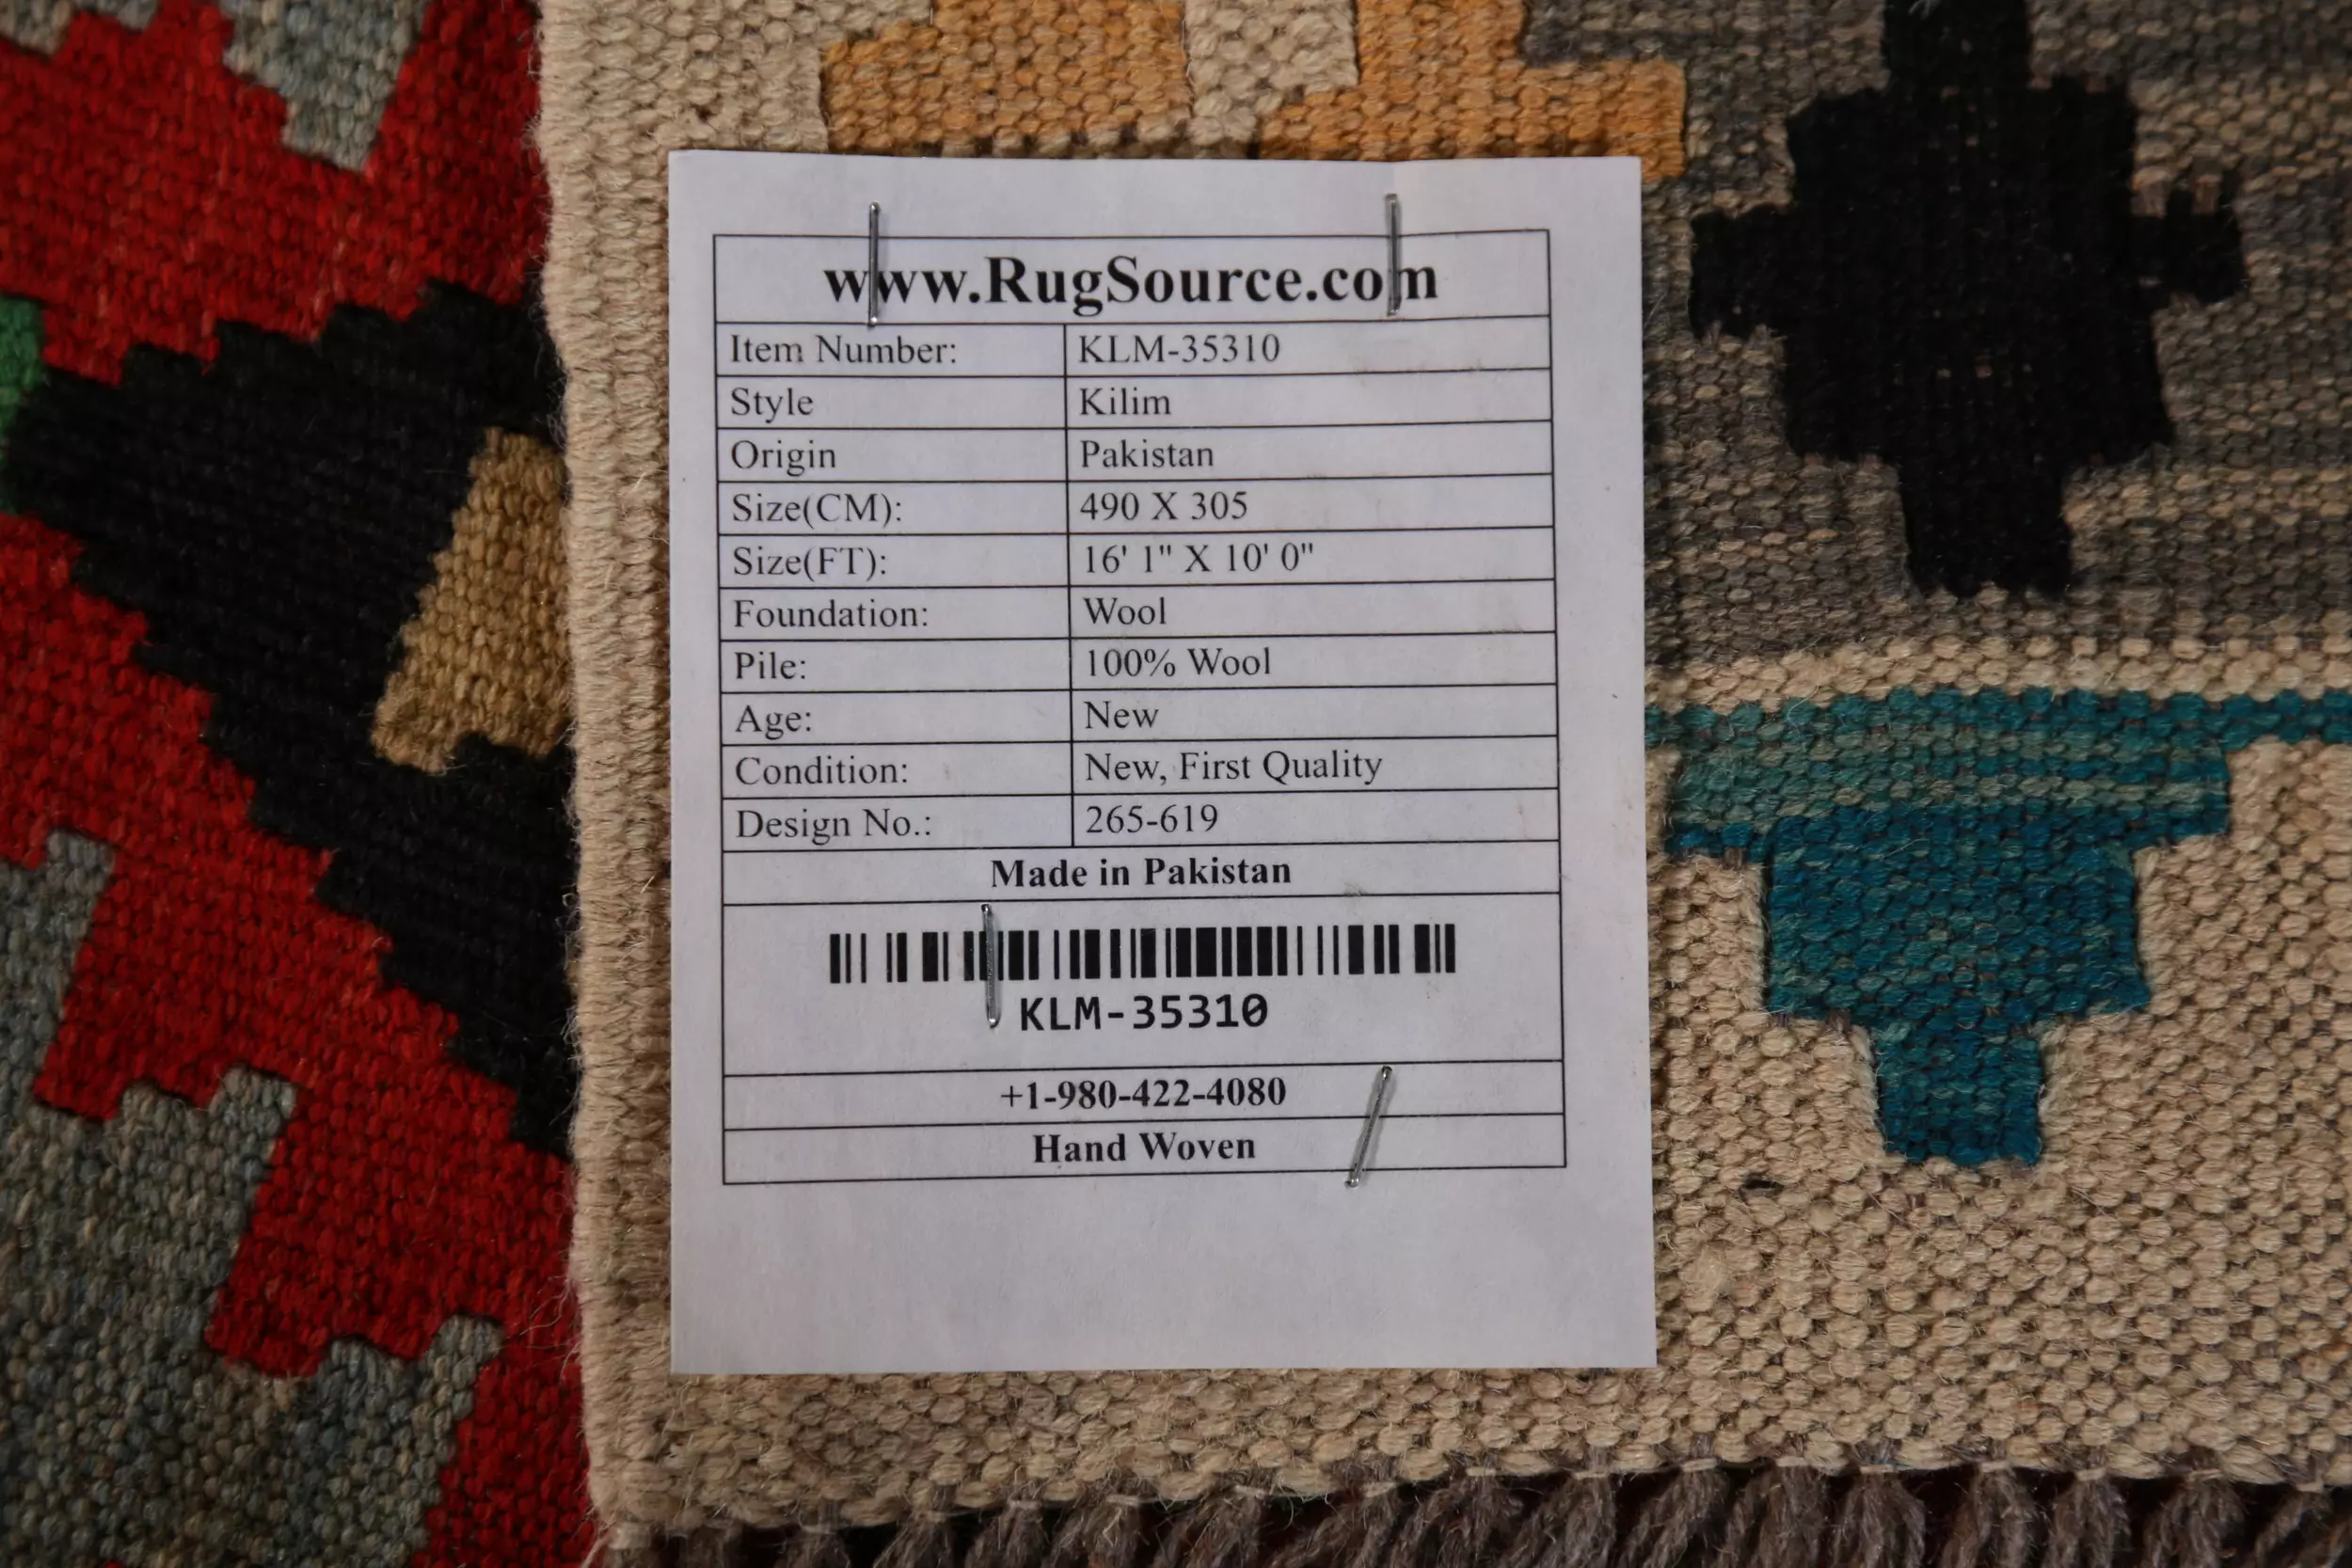 www.RugSource.com
Item Number: KLM-35310
Style Kilim
Origin Pakistan
Size(CM): 490 X 305
Size(FT): 16' 1" X 10' 0"
Foundation: Wool
Pile: 100% Wool
Age: New
Condition: New, First Quality
Design No.: 265-619
Made in Pakistan
KLM-35310
+1-980-422-4080
Hand Woven